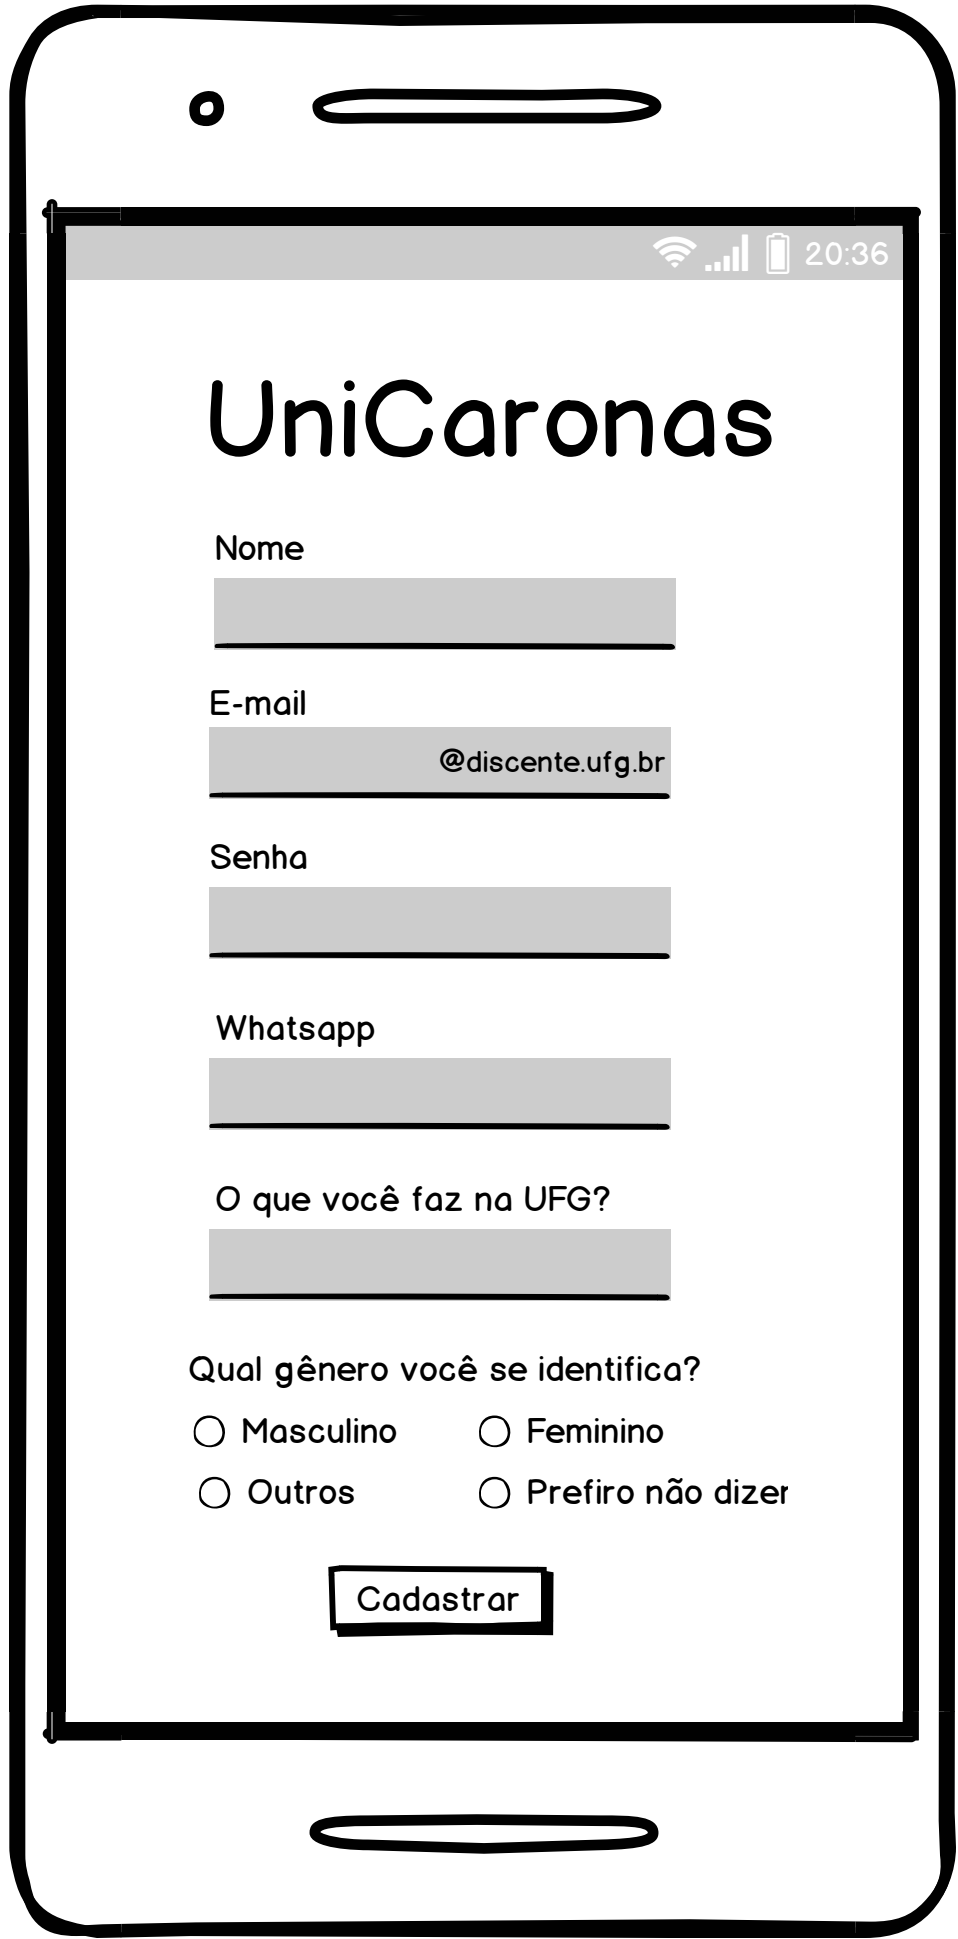 20:36
UniCaronas
Nome
E-mail
@discente.ufg.br
Senha
Whatsapp
O que você faz na UFG?
Qual gênero você se identifica?
Masculino Feminino
Outros Prefiro não dizer
Cadastrar